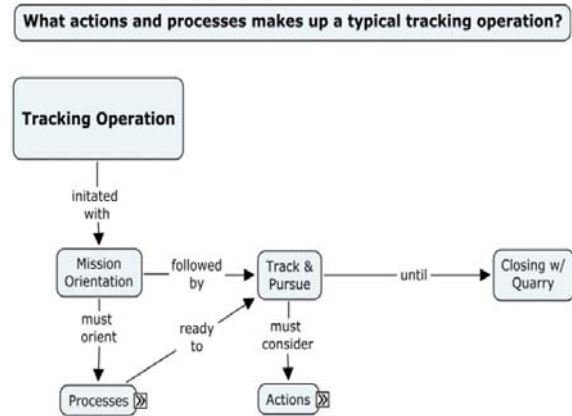 What actions and processes makes up a typical tracking operation?
Tracking Operation
initated
with
Mission
Orientation
followed
by
Track &
Pursue
until
Closing w/
Quarry
must
orient
ready
to
must
consider
Processes
Actions